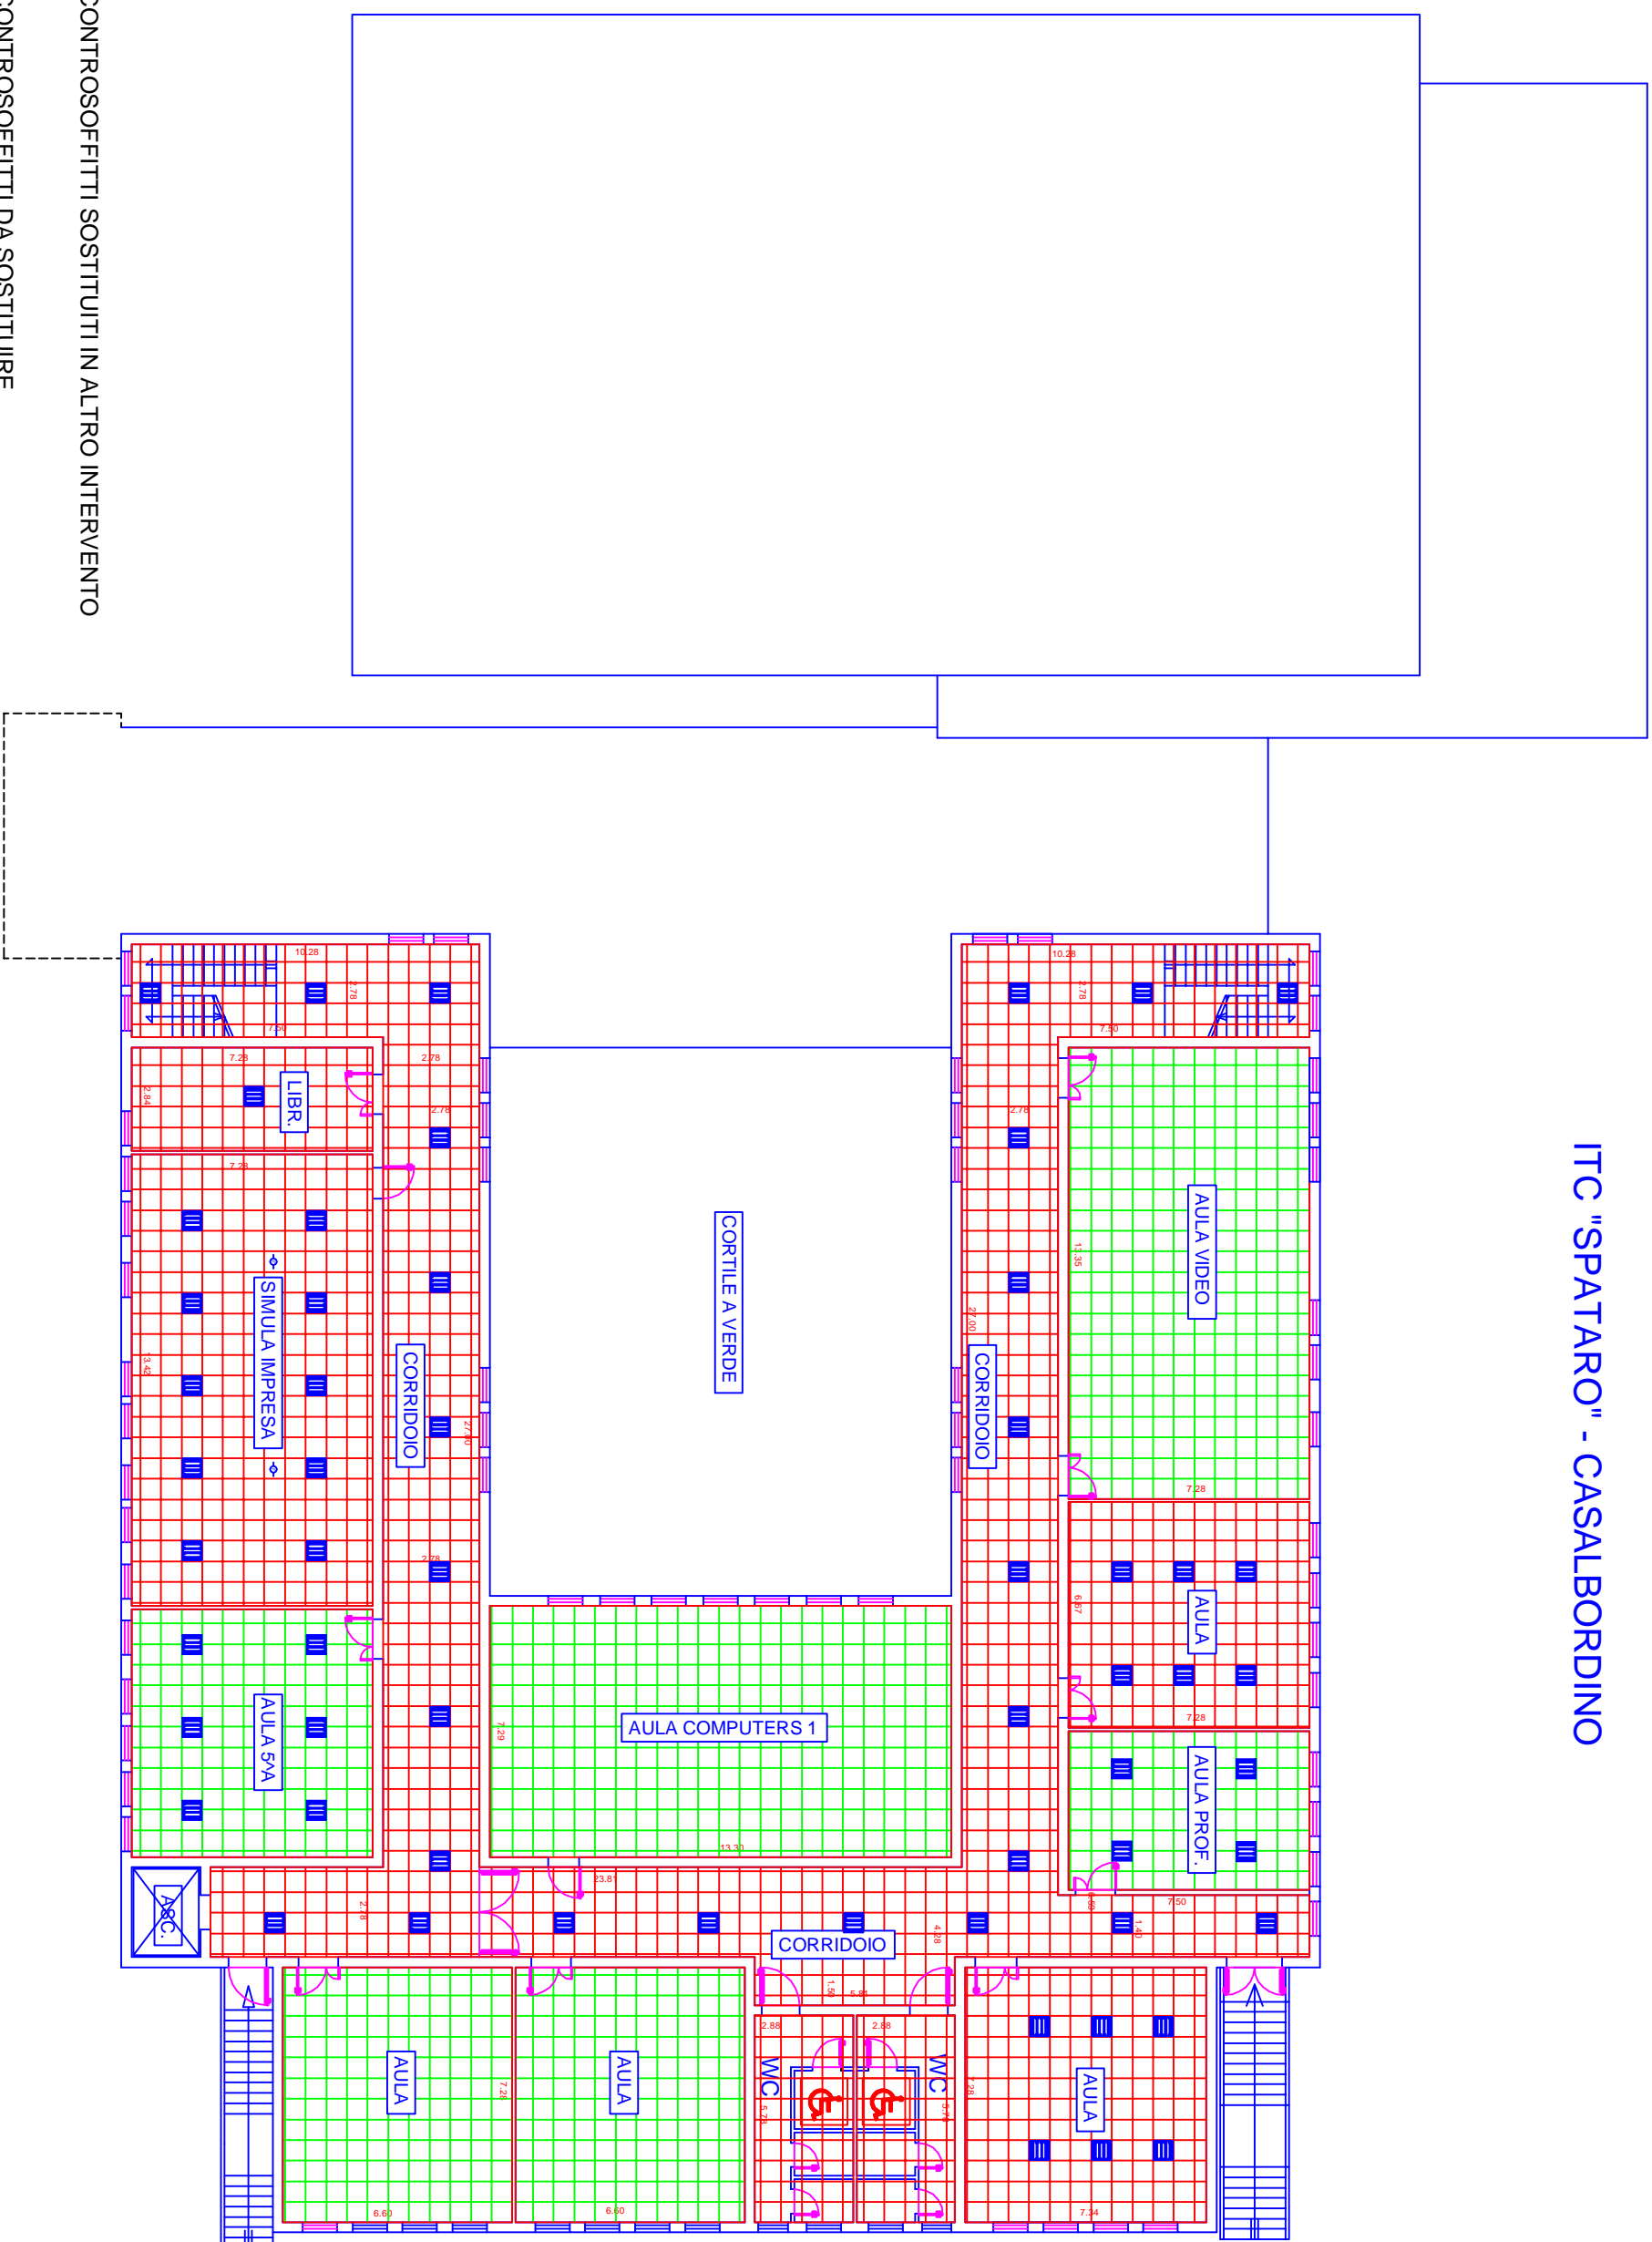 ITC "SPATARO" - CASALBORDINO
CONTROSOFFITTI SOSTITUITI IN ALTRO INTERVENTO
CONTROSOFFITTI DA SOSTITUIRE
10.28
2.78
7.50
10.28
2.78
7.50
7.28
2.78
LIBR.
2.84
2.78
2.78
7.28
AULA VIDEO
13.35
CORTILE A VERDE
SIMULA IMPRESA
13.42
CORRIDOIO
27.00
27.00
CORRIDOIO
7.28
2.78
AULA
6.67
7.28
AULA 5^A
7.29
AULA COMPUTERS 1
13.30
AULA PROF.
23.81
7.50
ASC.
2.78
4.28
1.40
CORRIDOIO
1.50
2.88
2.88
WC
WC
AULA
7.28
AULA
7.28
AULA
5.78
6.60
6.60
7.34